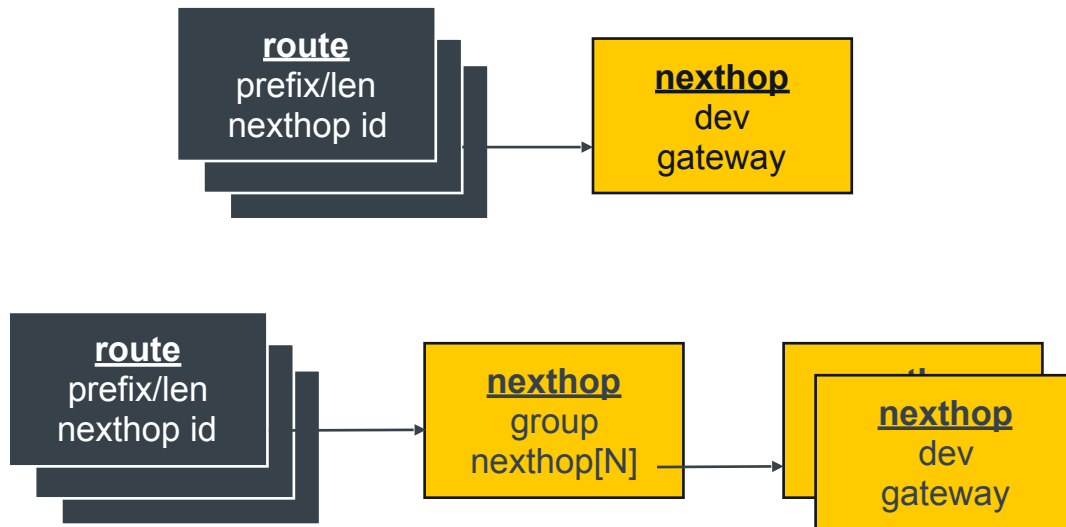 route
prefix/len
nexthop id
nexthop
dev
gateway
route
prefix/len
nexthop id
nexthop
group
nexthop[N]
nexthop
dev
gateway